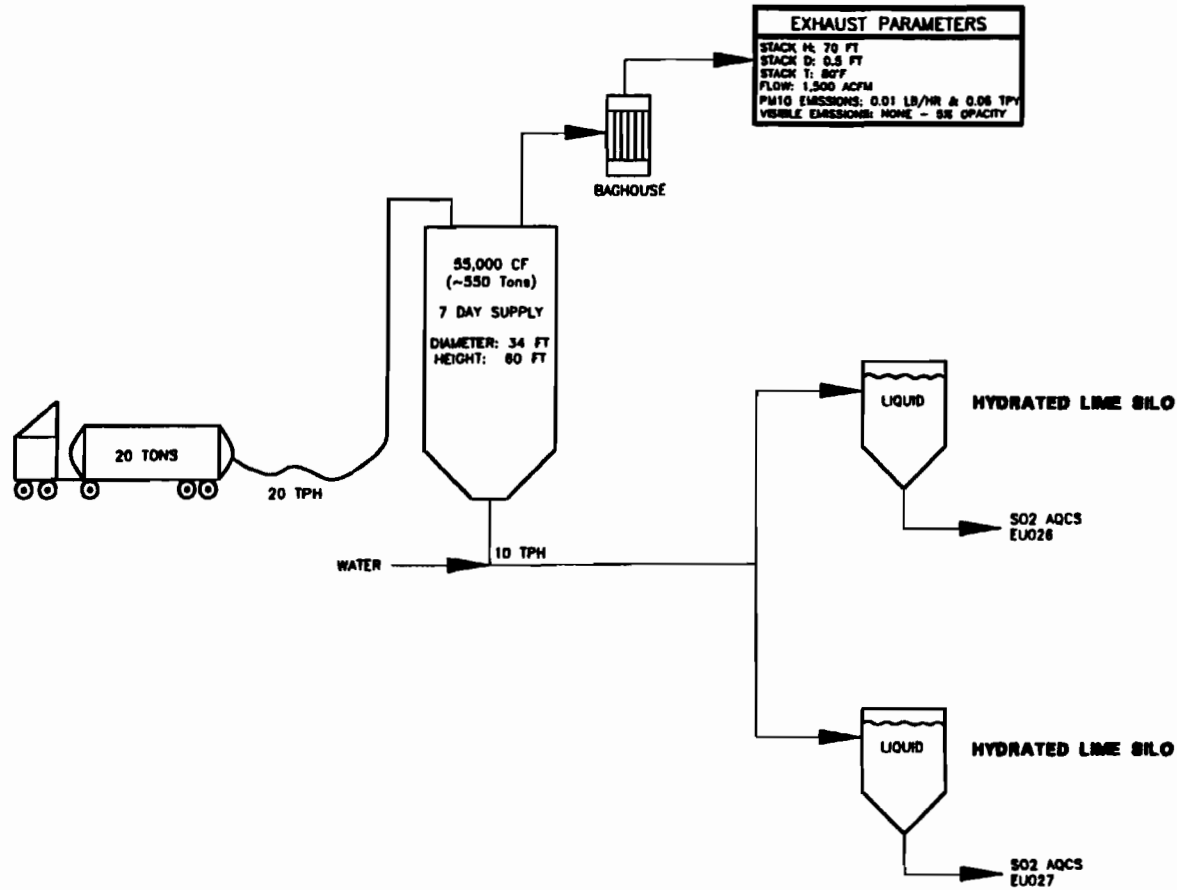 EXHAUST PARAMETERS
STACK H: 70 FT
STACK D: 0.5 FT
STACK T: 80°F
FLOW: 1,500 ACFM
PM10 EMISSIONS: 0.01 LB/HR & 0.06 TPY
VISIBLE EMISSIONS: NONE - 5% OPACITY
BAGHOUSE
55,000 CF
(~550 Tons)
7 DAY SUPPLY
DIAMETER: 34 FT
HEIGHT: 60 FT
20 TONS
20 TPH
WATER
10 TPH
LIQUID
HYDRATED LIME SILO
SO2 AQCS
EU026
LIQUID
HYDRATED LIME SILO
SO2 AQCS
EU027